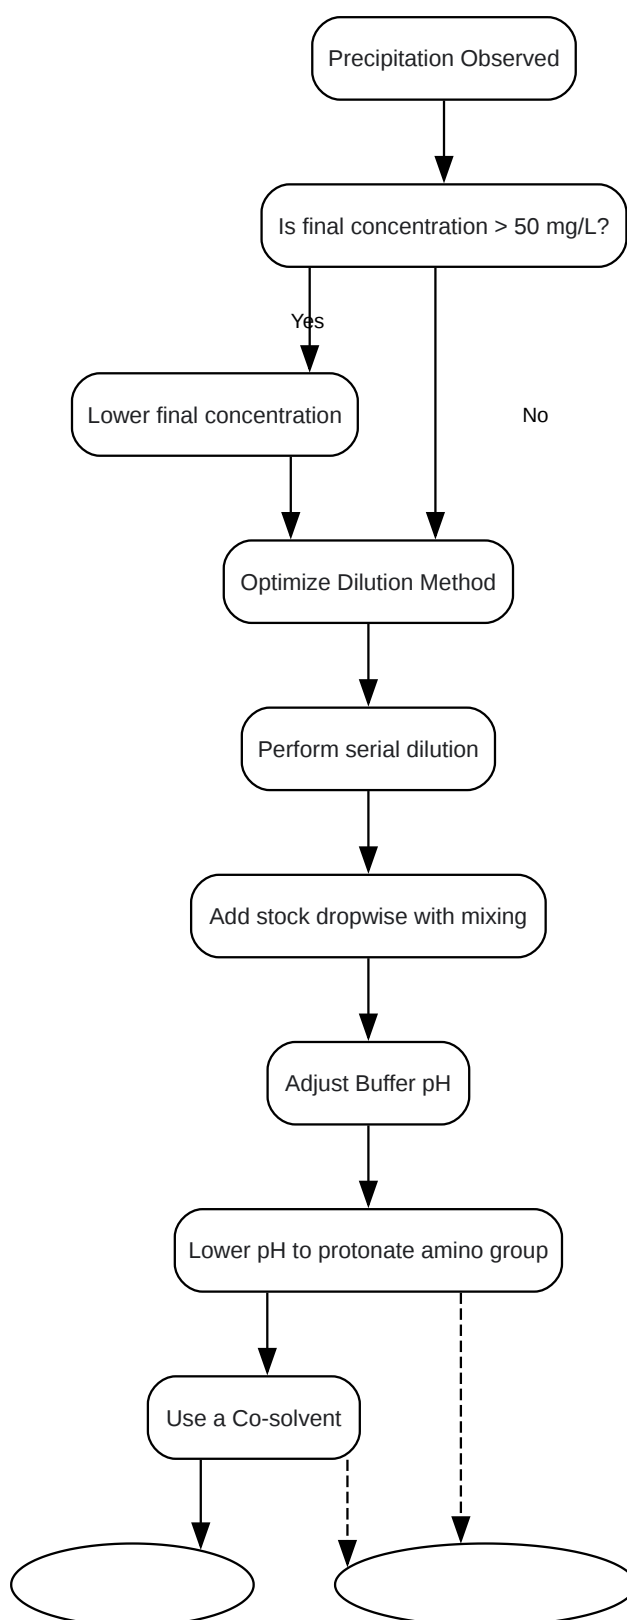 Precipitation Observed
Is final concentration > 50 mg/L?
Yes
Lower final concentration
No
Optimize Dilution Method
Perform serial dilution
Add stock dropwise with mixing
Adjust Buffer pH
Lower pH to protonate amino group
Use a Co-solvent